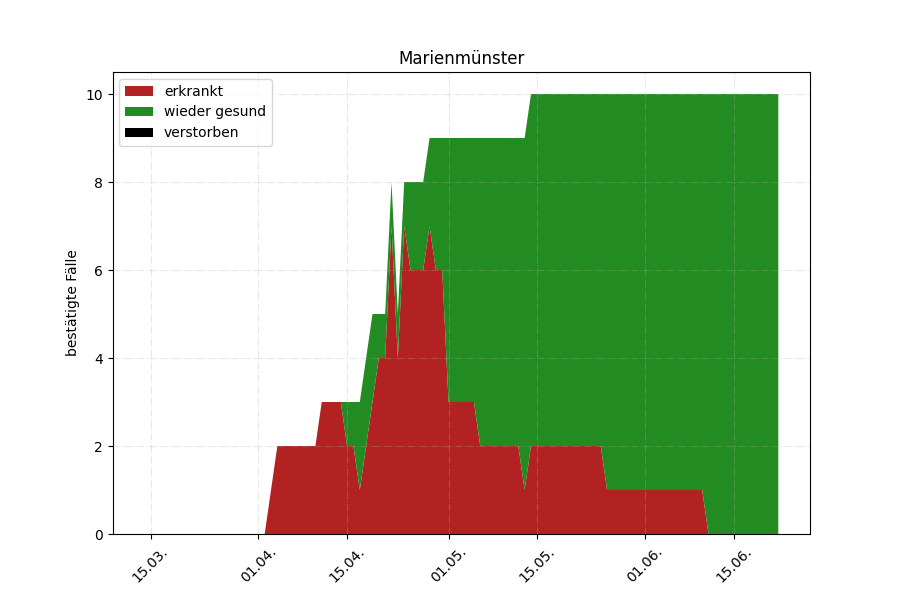 Marienmünster
erkrankt
wieder gesund
verstorben
bestätigte Fälle
10
8
6
4
2
0
15.03.
01.04.
15.04.
01.05.
15.05.
01.06.
15.06.